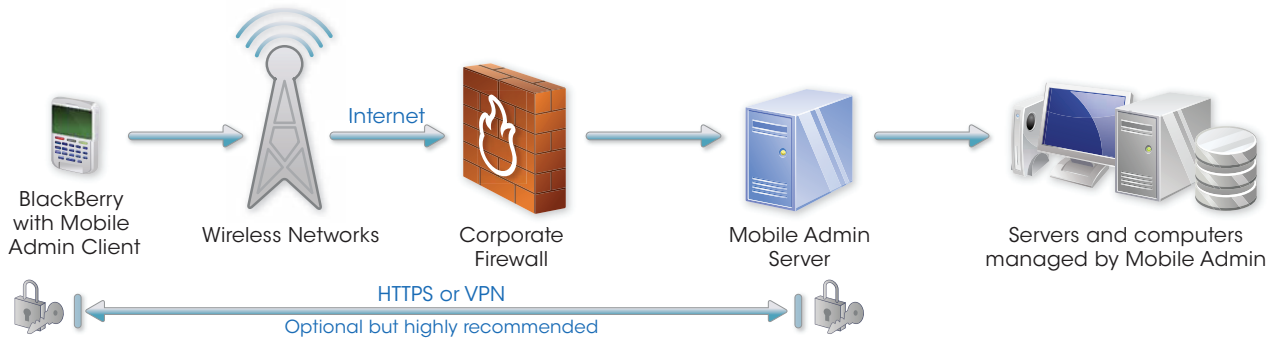 Internet
BlackBerry
with Mobile
Admin Client
Wireless Networks
Corporate
Firewall
Mobile Admin
Server
Servers and computers
managed by Mobile Admin
HTTPS or VPN
Optional but highly recommended